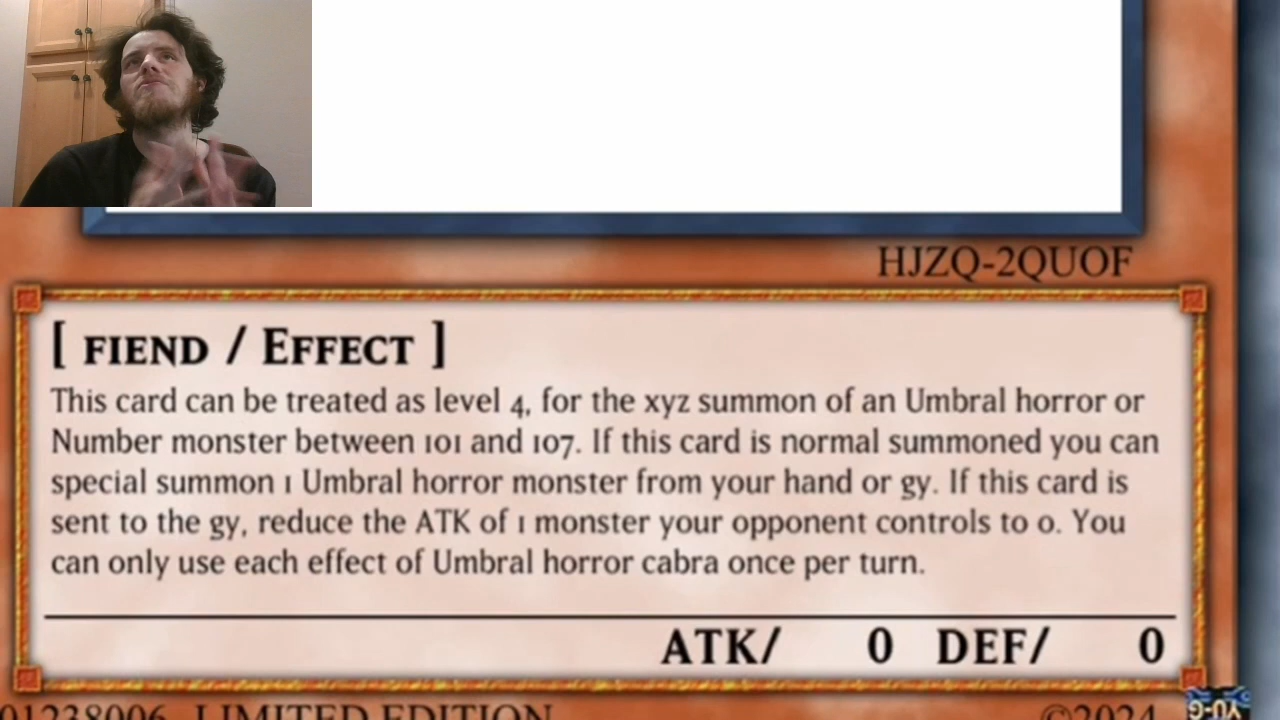 HJZQ-2QUOF
[ FIEND / EFFECT ]
This card can be treated as level 4, for the xyz summon of an Umbral horror or
Number monster between 101 and 107. If this card is normal summoned you can
special summon 1 Umbral horror monster from your hand or gy. If this card is
sent to the gy, reduce the ATK of 1 monster your opponent controls to 0. You
can only use each effect of Umbral horror cabra once per turn.
ATK/ 0 DEF/ 0
01238006 LIMITED EDITION ©2024